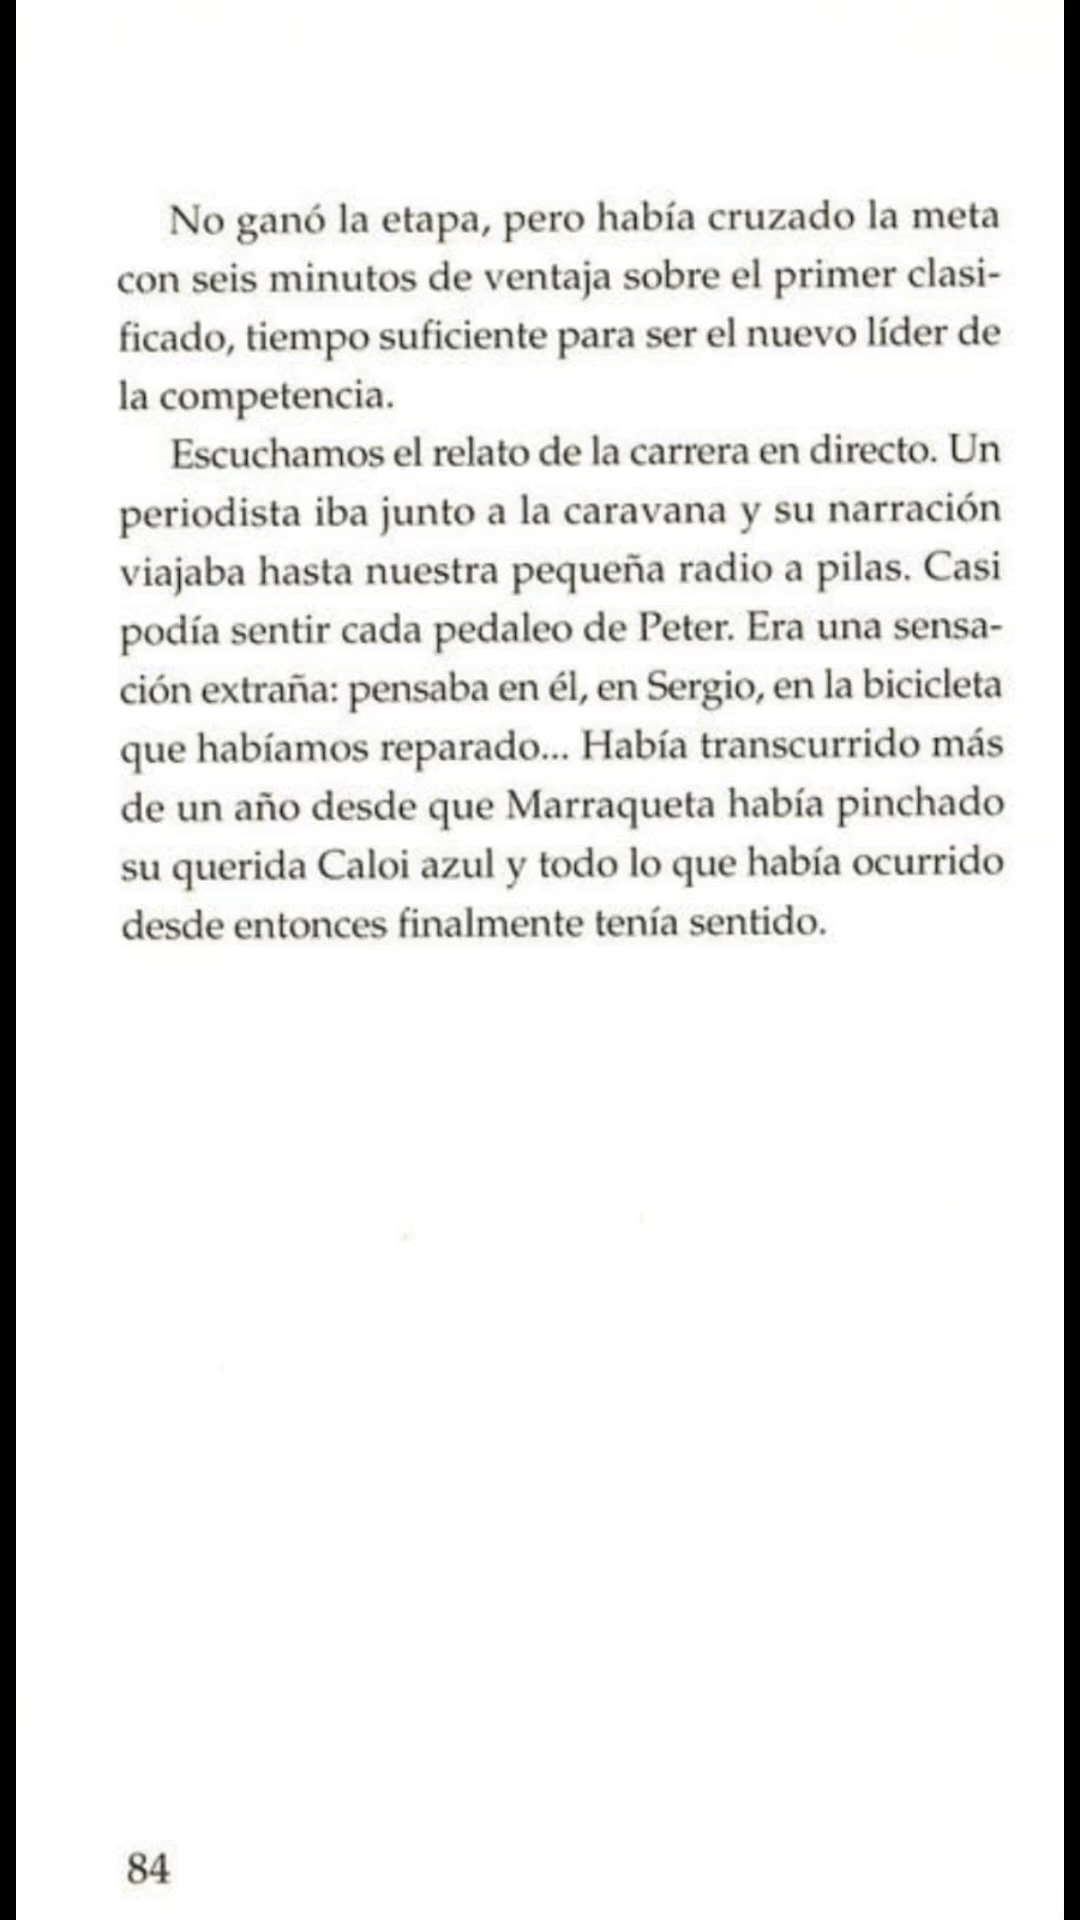 No ganó la etapa, pero había cruzado la meta
con seis minutos de ventaja sobre el primer clasi-
ficado, tiempo suficiente para ser el nuevo líder de
la competencia.
Escuchamos el relato de la carrera en directo. Un
periodista iba junto a la caravana y su narración
viajaba hasta nuestra pequeña radio a pilas. Casi
podía sentir cada pedaleo de Peter. Era una sensa-
ción extraña: pensaba en él, en Sergio, en la bicicleta
que habíamos reparado... Había transcurrido más
de un año desde que Marraqueta había pinchado
su querida Caloi azul y todo lo que había ocurrido
desde entonces finalmente tenía sentido.
84